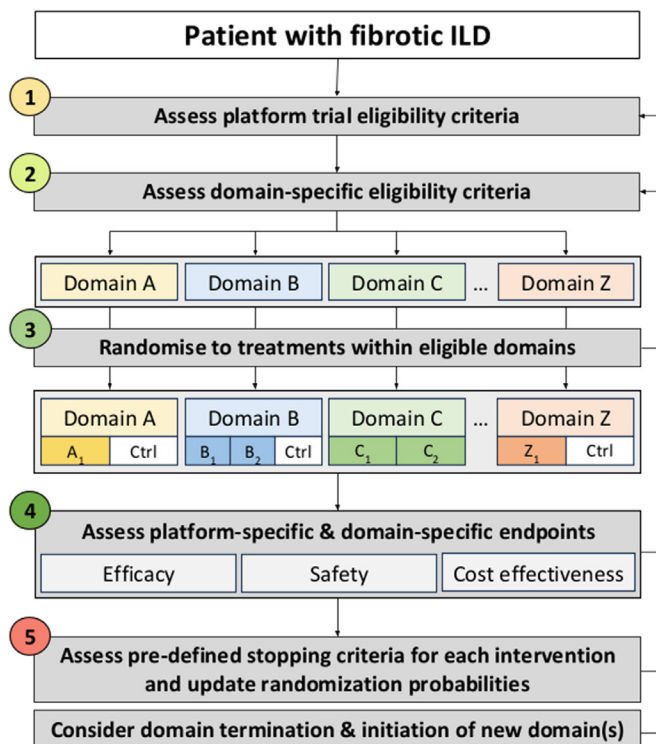 Patient with fibrotic ILD
1
Assess platform trial eligibility criteria
2
Assess domain-specific eligibility criteria
Domain A Domain B Domain C ... Domain Z
3
Randomise to treatments within eligible domains
Domain A Domain B Domain C ... Domain Z
A1 Ctrl B1 B2 Ctrl C1 C2 Z1 Ctrl
4
Assess platform-specific & domain-specific endpoints
Efficacy Safety Cost effectiveness
5
Assess pre-defined stopping criteria for each intervention
and update randomization probabilities
Consider domain termination & initiation of new domain(s)